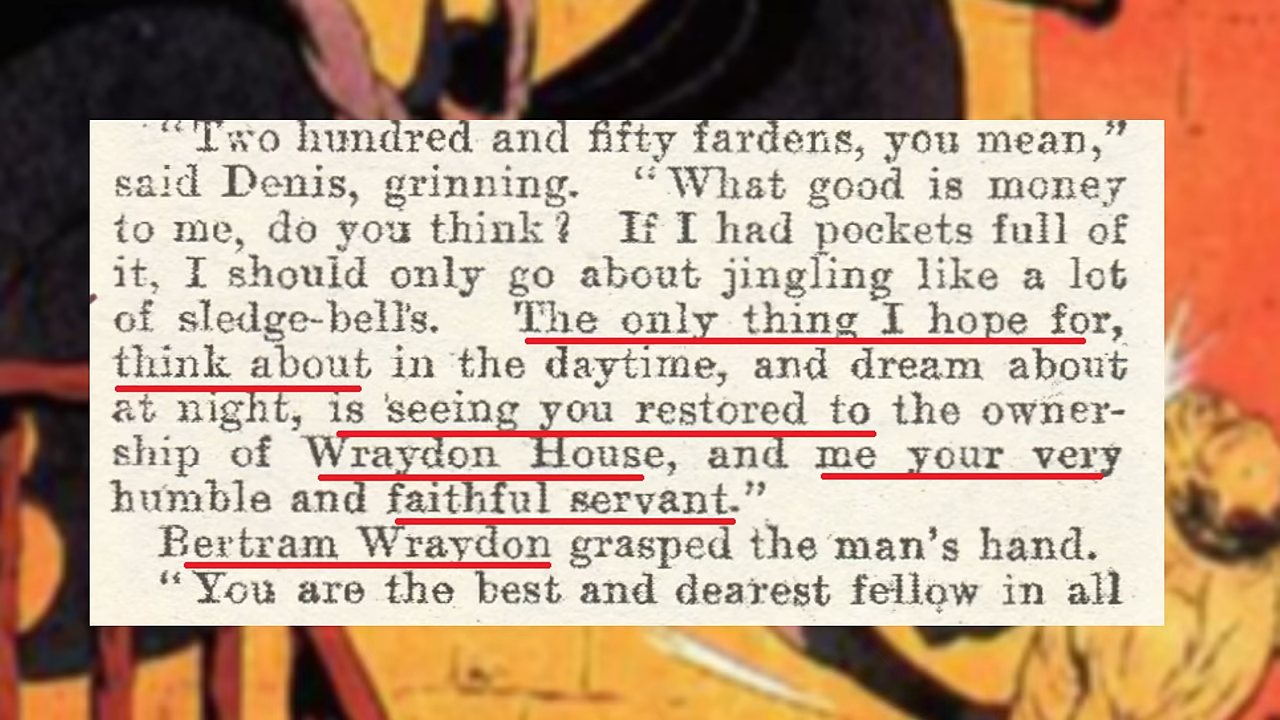 "Two hundred and fifty fardens, you mean,"
said Denis, grinning. "What good is money
to me, do you think? If I had pockets full of
it, I should only go about jingling like a lot
of sledge-bell's. The only thing I hope for,
think about in the daytime, and dream about
at night, is seeing you restored to the owner-
ship of Wraydon House, and me your very
humble and faithful servant."
Bertram Wraydon grasped the man's hand.
"You are the best and dearest fellow in all